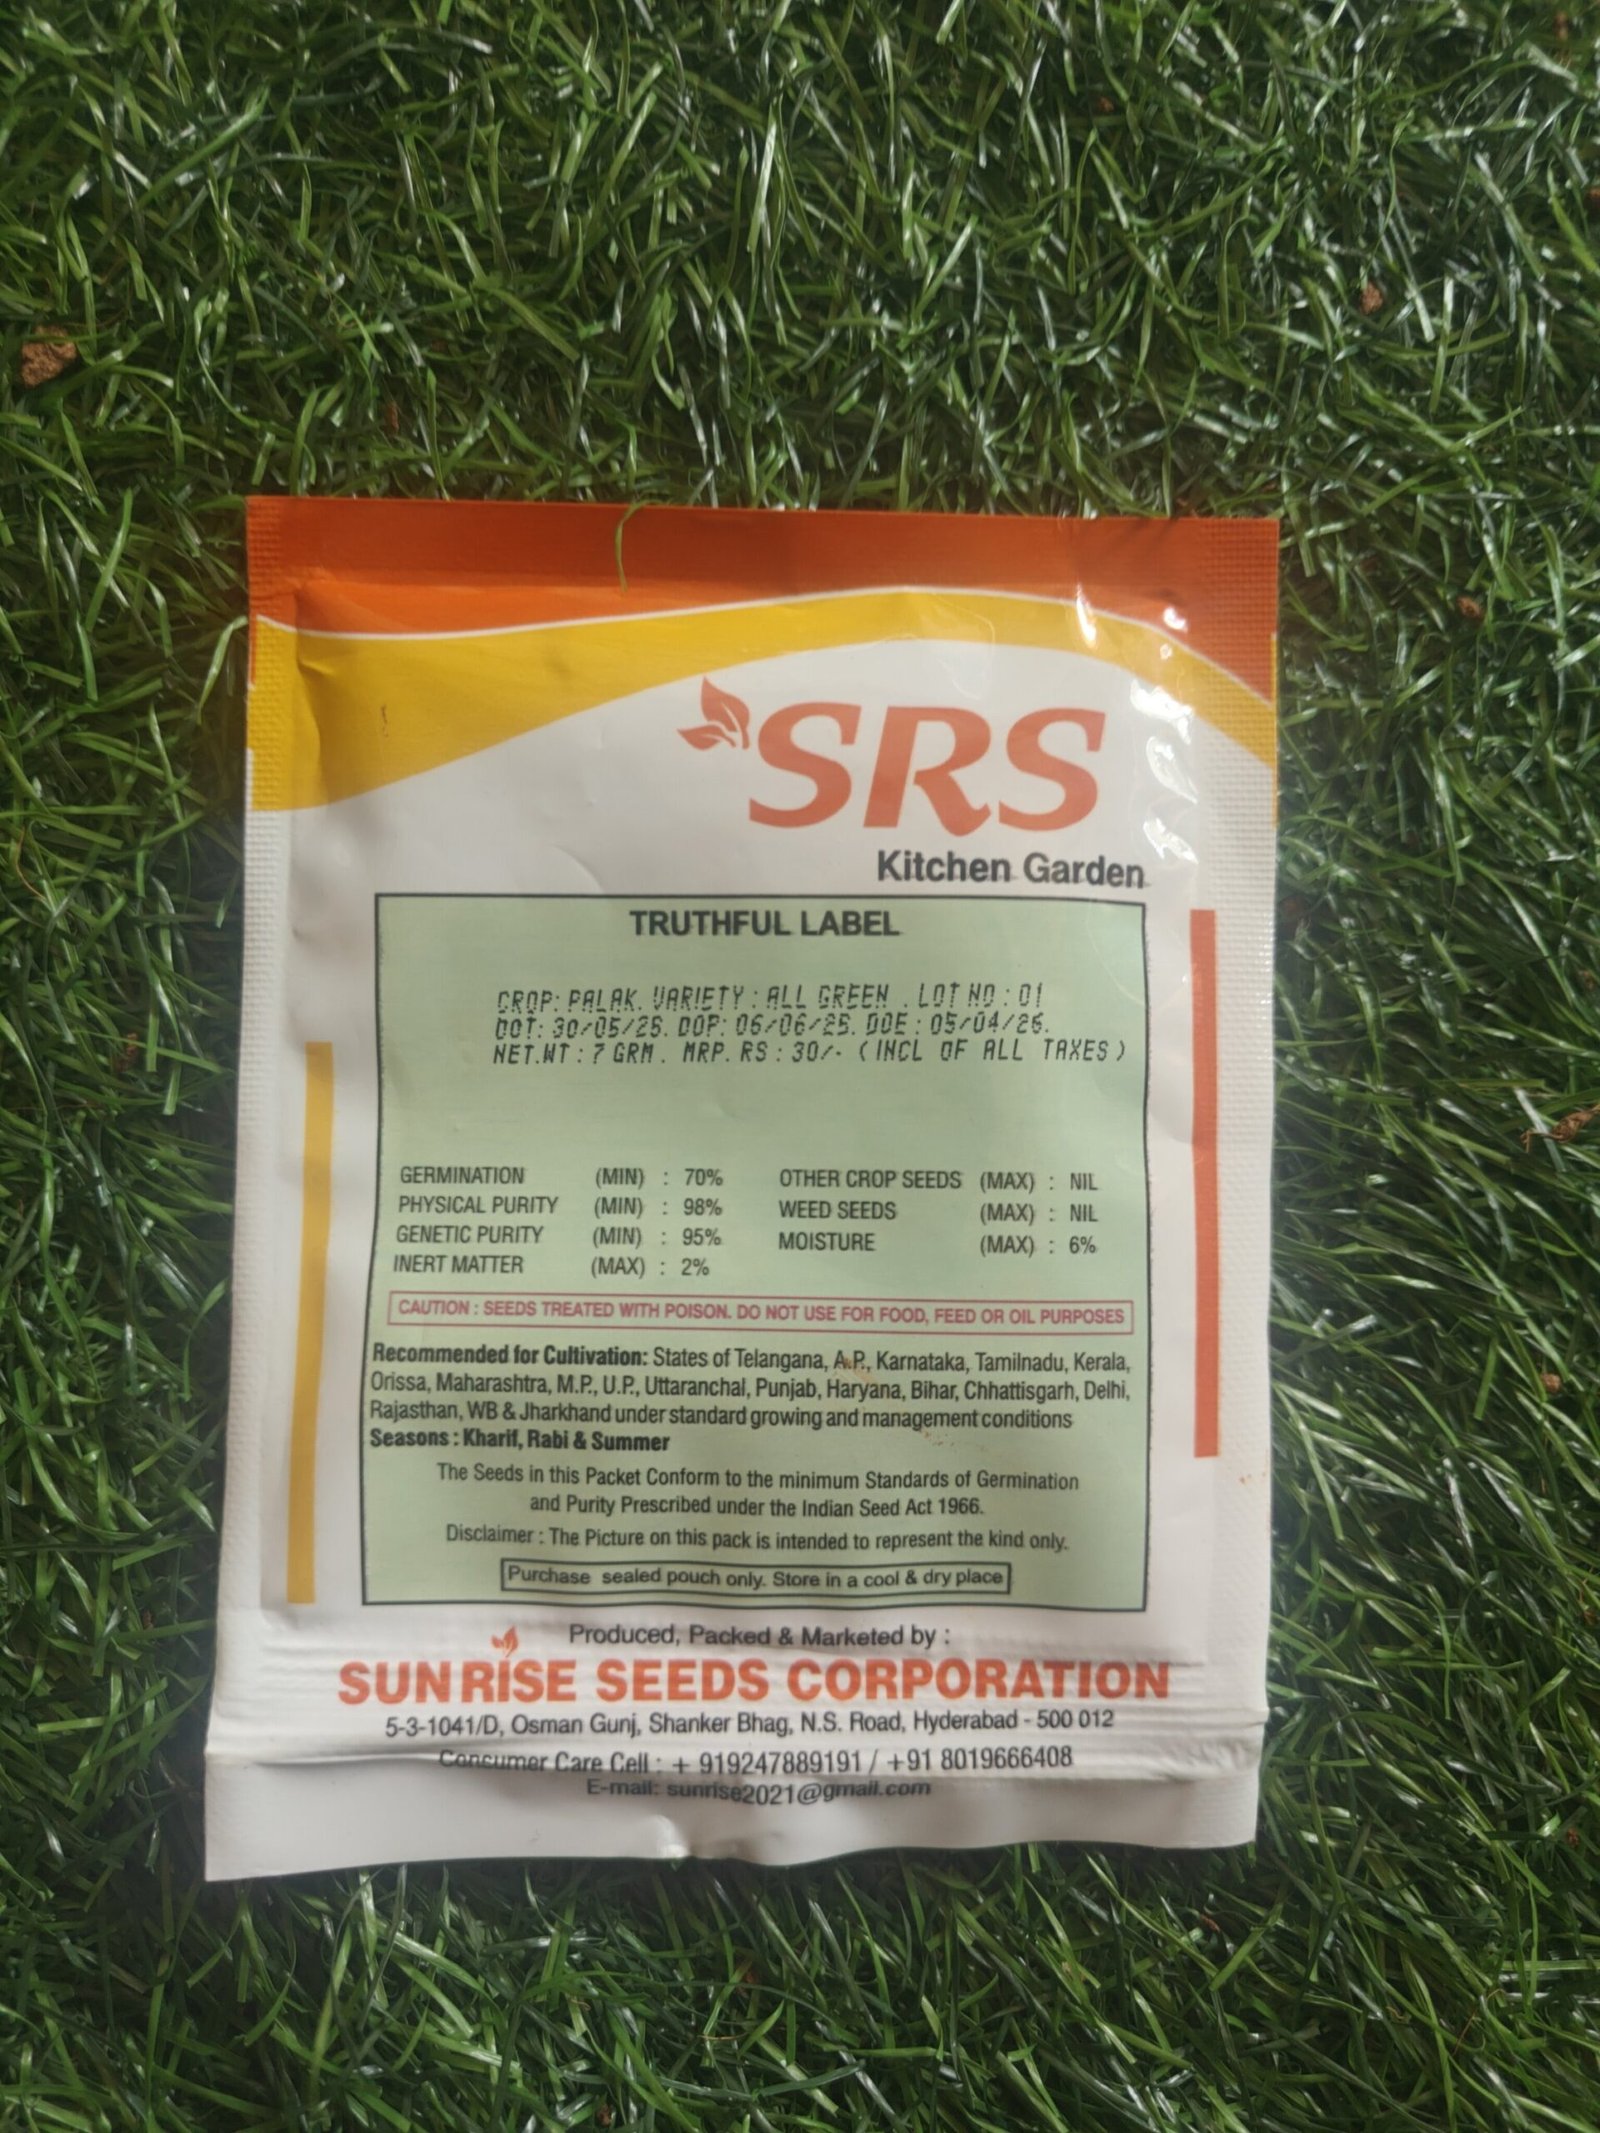 SRS
Kitchen Garden
TRUTHFUL LABEL
CROP: PALAK. VARIETY : ALL GREEN . LOT NO : 01
DOT: 30/05/25. DOP: 06/06/25. DOE : 05/04/26.
NET.WT : 7 GRM . MRP. RS : 30/- ( INCL OF ALL TAXES )
GERMINATION (MIN) : 70% OTHER CROP SEEDS (MAX) : NIL
PHYSICAL PURITY (MIN) : 98% WEED SEEDS (MAX) : NIL
GENETIC PURITY (MIN) : 95% MOISTURE (MAX) : 6%
INERT MATTER (MAX) : 2%
CAUTION : SEEDS TREATED WITH POISON. DO NOT USE FOR FOOD, FEED OR OIL PURPOSES
Recommended for Cultivation: States of Telangana, A.P., Karnataka, Tamilnadu, Kerala,
Orissa, Maharashtra, M.P., U.P., Uttaranchal, Punjab, Haryana, Bihar, Chhattisgarh, Delhi,
Rajasthan, WB & Jharkhand under standard growing and management conditions
Seasons : Kharif, Rabi & Summer
The Seeds in this Packet Conform to the minimum Standards of Germination
and Purity Prescribed under the Indian Seed Act 1966.
Disclaimer : The Picture on this pack is intended to represent the kind only.
Purchase sealed pouch only. Store in a cool & dry place
Produced, Packed & Marketed by :
SUNRISE SEEDS CORPORATION
5-3-1041/D, Osman Gunj, Shanker Bhag, N.S. Road, Hyderabad - 500 012
Consumer Care Cell : + 919247889191 / +91 8019666408
E-mail: sunrise2021@gmail.com